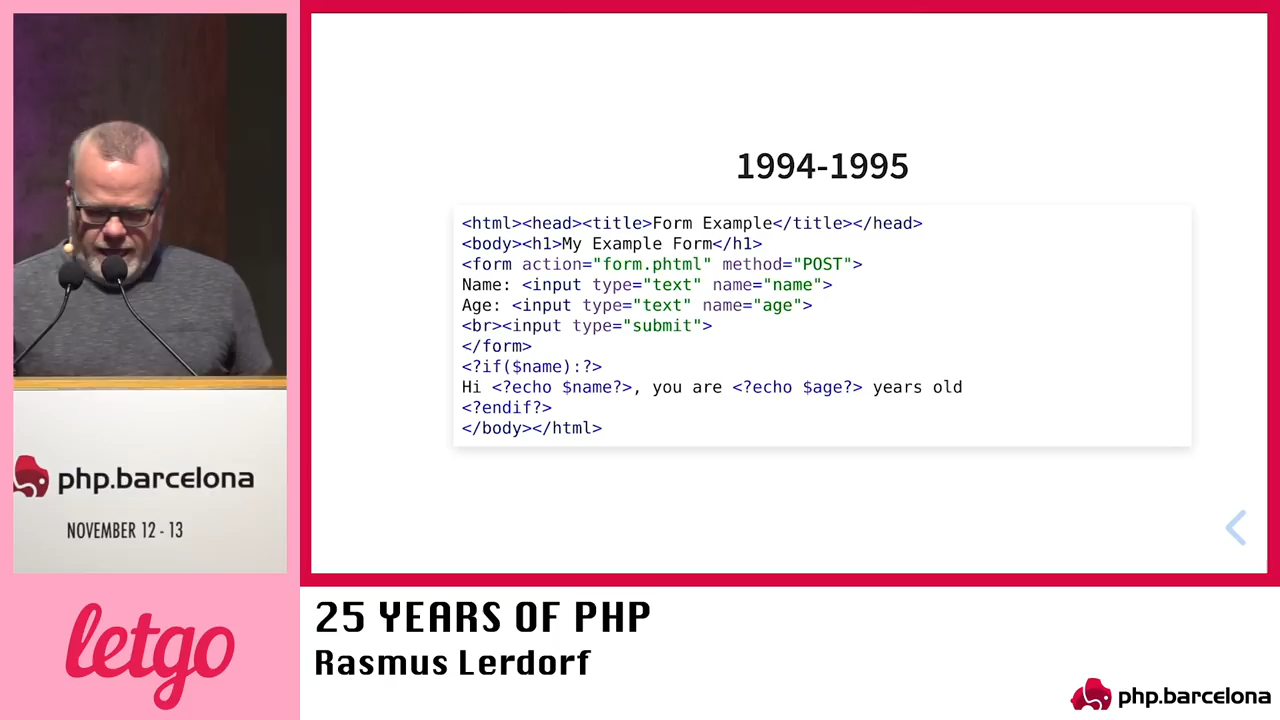 php.barcelona
NOVEMBER 12 - 13
letgo
1994-1995
<html><head><title>Form Example</title></head>
<body><h1>My Example Form</h1>
<form action="form.phtml" method="POST">
Name: <input type="text" name="name">
Age: <input type="text" name="age">
<br><input type="submit">
</form>
<?if($name):?>
Hi <?echo $name?>, you are <?echo $age?> years old
<?endif?>
</body></html>
25 YEARS OF PHP
Rasmus Lerdorf
php.barcelona